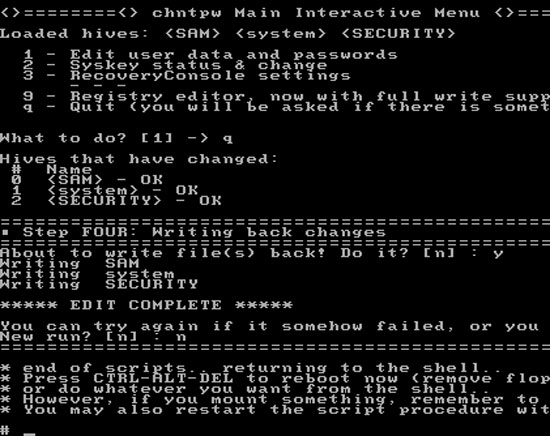 <>========<> chntpw Main Interactive Menu <>===
Loaded hives: <SAM> <system> <SECURITY>
1 - Edit user data and passwords
2 - Syskey status & change
3 - RecoveryConsole settings
- - -
9 - Registry editor, now with full write supp
q - Quit (you will be asked if there is somet
What to do? [1] -> q
Hives that have changed:
# Name
0 <SAM> - OK
1 <system> - OK
2 <SECURITY> - OK
=========================================================
▪ Step FOUR: Writing back changes
=========================================================
About to write file(s) back! Do it? [n] : y
Writing SAM
Writing system
Writing SECURITY
***** EDIT COMPLETE *****
You can try again if it somehow failed, or you
New run? [n] : n
=========================================================
* end of scripts.. returning to the shell..
* Press CTRL-ALT-DEL to reboot now (remove flop
* or do whatever you want from the shell..
* However, if you mount something, remember to
* You may also restart the script procedure wit
# _